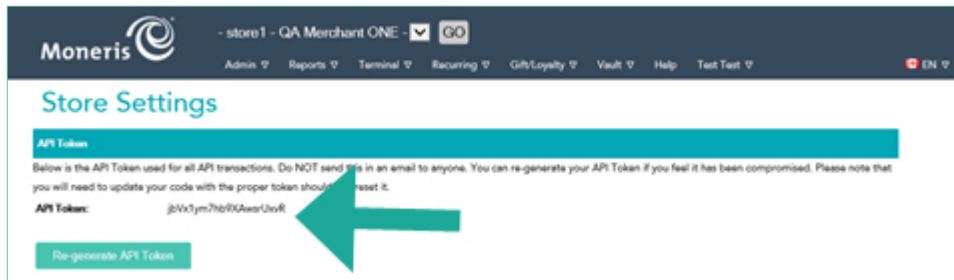 Moneris
- store1 - QA Merchant ONE - GO
Admin Reports Terminal Recurring Gift/Loyalty Vault Help Test Test EN
Store Settings
API Token
Below is the API Token used for all API transactions. Do NOT send this in an email to anyone. You can re-generate your API Token if you feel it has been compromised. Please note that
you will need to update your code with the proper token should reset it.
API Token:
Re-generate API Token